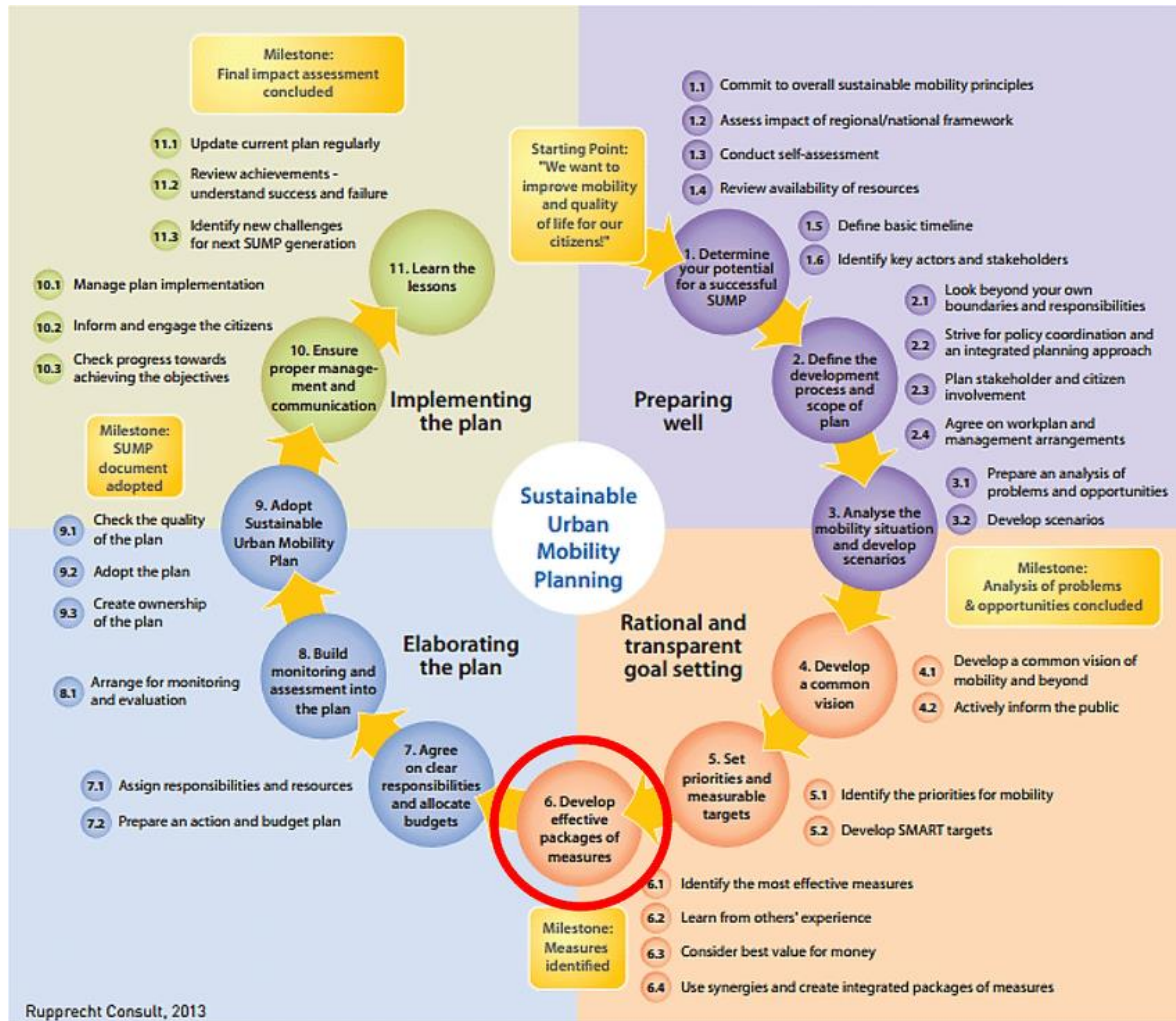 Milestone:
Final impact assessment
concluded
11.1 Update current plan regularly
11.2 Review achievements -
understand success and failure
11.3 Identify new challenges
for next SUMP generation
10.1 Manage plan implementation
10.2 Inform and engage the citizens
10.3 Check progress towards
achieving the objectives
11. Learn the
lessons
10. Ensure
proper manage-
ment and
communication
Implementing
the plan
Starting Point:
"We want to
improve mobility
and quality
of life for our
citizens!"
1.1 Commit to overall sustainable mobility principles
1.2 Assess impact of regional/national framework
1.3 Conduct self-assessment
1.4 Review availability of resources
1.5 Define basic timeline
1.6 Identify key actors and stakeholders
1. Determine
your potential
for a successful
SUMP
2.1 Look beyond your own
boundaries and responsibilities
2.2 Strive for policy coordination and
an integrated planning approach
2.3 Plan stakeholder and citizen
involvement
2.4 Agree on workplan and
management arrangements
2. Define the
development
process and
scope of
plan
Preparing
well
3.1 Prepare an analysis of
problems and opportunities
3.2 Develop scenarios
3. Analyse the
mobility situation
and develop
scenarios
Milestone:
Analysis of problems
& opportunities concluded
Sustainable
Urban
Mobility
Planning
Rational and
transparent
goal setting
4. Develop
a common
vision
4.1 Develop a common vision of
mobility and beyond
4.2 Actively inform the public
5. Set
priorities and
measurable
targets
5.1 Identify the priorities for mobility
5.2 Develop SMART targets
6. Develop
effective
packages of
measures
6.1 Identify the most effective measures
6.2 Learn from others' experience
6.3 Consider best value for money
6.4 Use synergies and create integrated packages of measures
Milestone:
Measures
identified
Elaborating
the plan
7. Agree
on clear
responsibilities
and allocate
budgets
7.1 Assign responsibilities and resources
7.2 Prepare an action and budget plan
8. Build
monitoring and
assessment into
the plan
8.1 Arrange for monitoring
and evaluation
9. Adopt
Sustainable
Urban Mobility
Plan
9.1 Check the quality
of the plan
9.2 Adopt the plan
9.3 Create ownership
of the plan
Milestone:
SUMP
document
adopted
Rupprecht Consult, 2013